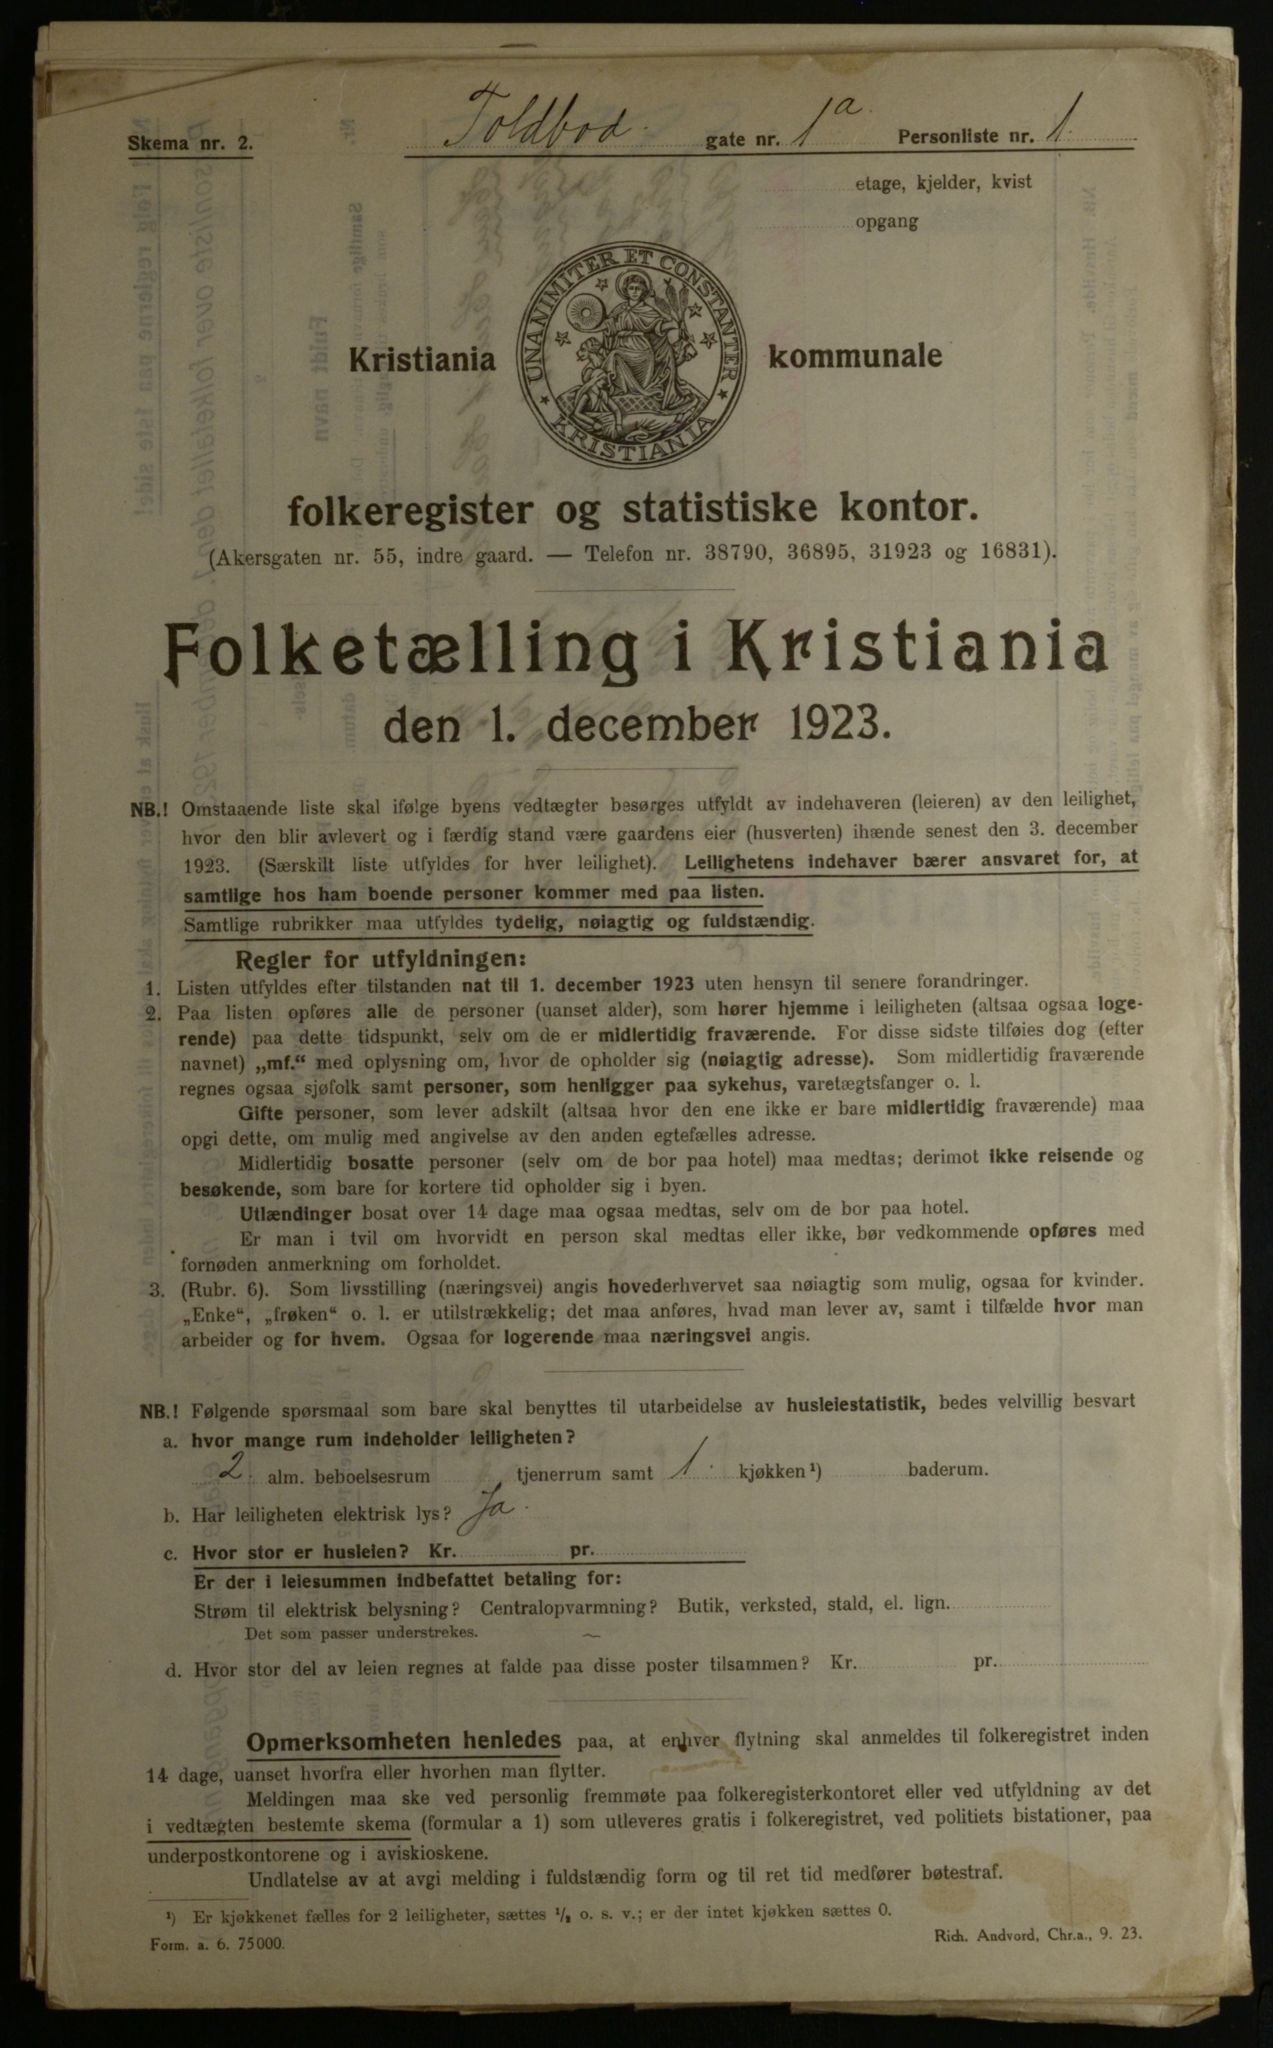 Skema nr. 2.
Toldbod gate nr. 1a Personliste nr. 1.
etage, kjelder, kvist
opgang
UNANIMITER ET CONSTANTER
KRISTIANIA
Kristiania kommunale
folkeregister og statistiske kontor.
(Akersgaten nr. 55, indre gaard. — Telefon nr. 38790, 36895, 31923 og 16831).
Folketælling i Kristiania
den 1. december 1923.
NB.! Omstaaende liste skal ifølge byens vedtægter besørges utfyldt av indehaveren (leieren) av den leilighet,
hvor den blir avlevert og i færdig stand være gaardens eier (husverten) ihænde senest den 3. december
1923. (Særskilt liste utfyldes for hver leilighet). Leilighetens indehaver bærer ansvaret for, at
samtlige hos ham boende personer kommer med paa listen.
Samtlige rubrikker maa utfyldes tydelig, nøiagtig og fuldstændig.
Regler for utfyldningen:
1. Listen utfyldes efter tilstanden nat til 1. december 1923 uten hensyn til senere forandringer.
2. Paa listen opføres alle de personer (uanset alder), som hører hjemme i leiligheten (altsaa ogsaa loge-
rende) paa dette tidspunkt, selv om de er midlertidig fraværende. For disse sidste tilføies dog (efter
navnet) „mf.“ med oplysning om, hvor de opholder sig (nøiagtig adresse). Som midlertidig fraværende
regnes ogsaa sjøfolk samt personer, som henligger paa sykehus, varetægtsfanger o. l.
Gifte personer, som lever adskilt (altsaa hvor den ene ikke er bare midlertidig fraværende) maa
opgi dette, om mulig med angivelse av den anden egtefælles adresse.
Midlertidig bosatte personer (selv om de bor paa hotel) maa medtas; derimot ikke reisende og
besøkende, som bare for kortere tid opholder sig i byen.
Utlændinger bosat over 14 dage maa ogsaa medtas, selv om de bor paa hotel.
Er man i tvil om hvorvidt en person skal medtas eller ikke, bør vedkommende opføres med
fornøden anmerkning om forholdet.
3. (Rubr. 6). Som livsstilling (næringsvei) angis hovederhvervet saa nøiagtig som mulig, ogsaa for kvinder.
„Enke“, „frøken“ o. l. er utilstrækkelig; det maa anføres, hvad man lever av, samt i tilfælde hvor man
arbeider og for hvem. Ogsaa for logerende maa næringsvei angis.
NB.! Følgende spørsmaal som bare skal benyttes til utarbeidelse av husleiestatistik, bedes velvillig besvart
a. hvor mange rum indeholder leiligheten?
2 alm. beboelsesrum tjenerrum samt 1 kjøkken¹) baderum.
b. Har leiligheten elektrisk lys? Ja
c. Hvor stor er husleien? Kr. pr.
Er der i leiesummen indbefattet betaling for:
Strøm til elektrisk belysning? Centralopvarmning? Butik, verksted, stald, el. lign.
Det som passer understrekes.
d. Hvor stor del av leien regnes at falde paa disse poster tilsammen? Kr. pr.
Opmerksomheten henledes paa, at enhver flytning skal anmeldes til folkeregistret inden
14 dage, uanset hvorfra eller hvorhen man flytter.
Meldingen maa ske ved personlig fremmøte paa folkeregisterkontoret eller ved utfyldning av det
i vedtægten bestemte skema (formular a 1) som utleveres gratis i folkeregistret, ved politiets bistationer, paa
underpostkontorene og i aviskioskene.
Undlatelse av at avgi melding i fuldstændig form og til ret tid medfører bøtestraf.
¹) Er kjøkkenet fælles for 2 leiligheter, sættes ½ o. s. v.; er der intet kjøkken sættes 0.
Form. a. 6. 75000.
Rich. Andvord, Chr.a., 9. 23.